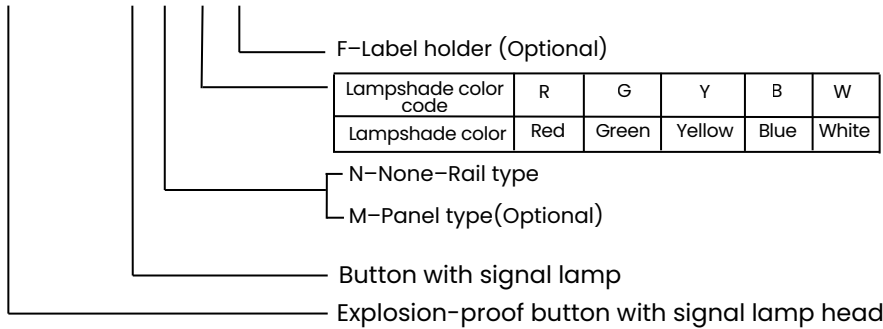 F–Label holder (Optional)
Lampshade color code R G Y B W
Lampshade color Red Green Yellow Blue White
N–None–Rail type
M–Panel type(Optional)
Button with signal lamp
Explosion-proof button with signal lamp head